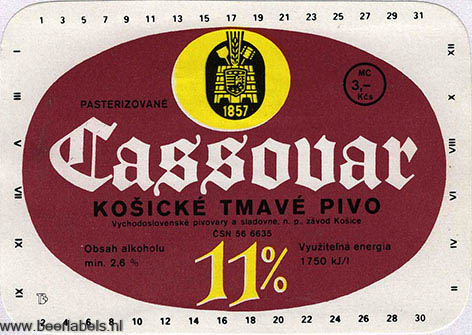 1 3 5 7 9 11 13 15 17 19 21 23 25 27 29 31
I III V VII IX
XII X VIII VI IV II
1857
MC
3,–
Kčs
PASTERIZOVANÉ
Cassovar
KOŠICKÉ TMAVÉ PIVO
Východoslovenské pivovary a sladovne, n. p., závod Košice
ČSN 56 6635
Obsah alkoholu
min. 2,6 %
11%
Využiteľná energia
1750 kJ/l
2 4 6 8 10 12 14 16 18 20 22 24 26 28 30
www.beerlabels.nl